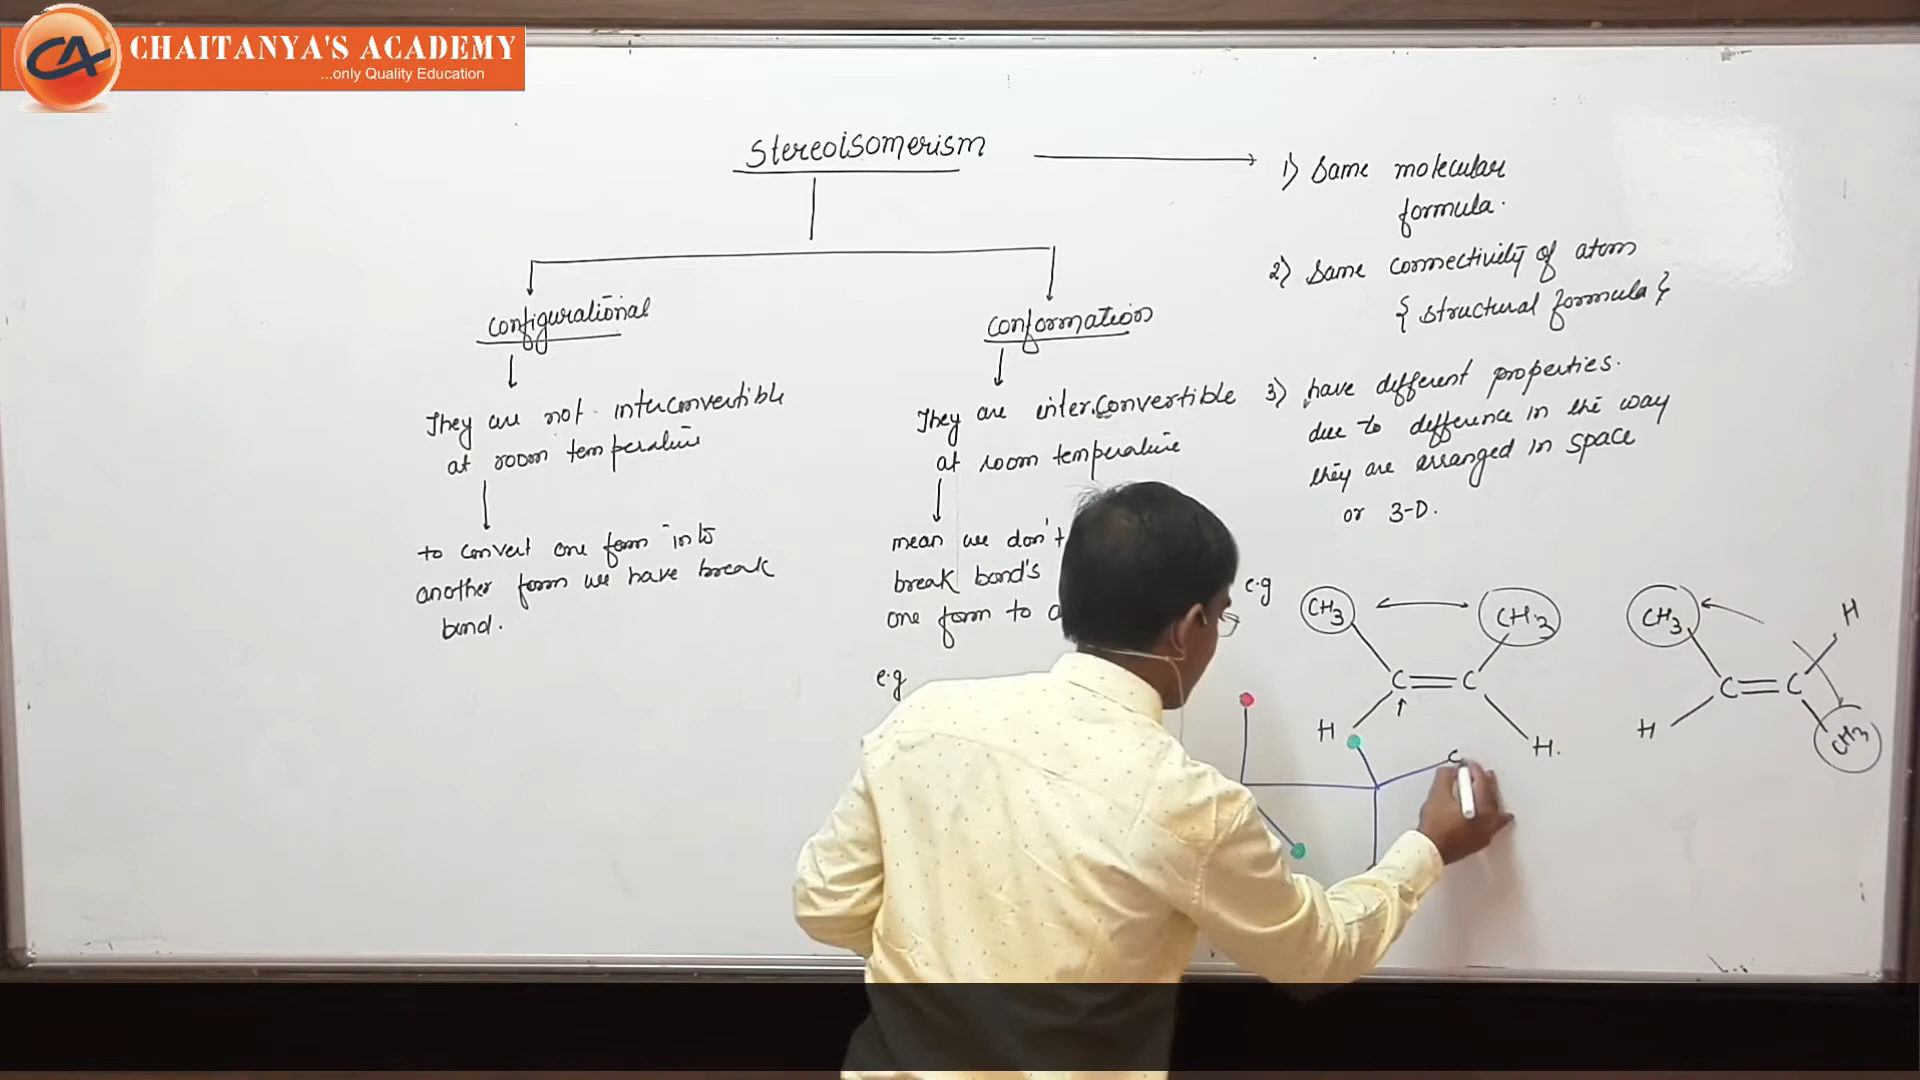 CHAITANYA'S ACADEMY
...only Quality Education
Stereoisomerism
1) Same molecular
formula.
2) Same connectivity of atom
{ structural formula }
3) have different properties.
due to difference in the way
they are arranged in space
or 3-D.
configurational
They are not interconvertible
at room temperature
to convert one form into
another form we have break
bond.
conformation
They are inter convertible
at room temperature
mean we don't
break bond's
one form to
e.g
e.g
CH3 CH3
C=C
H H.
CH3 H
C=C
H CH3